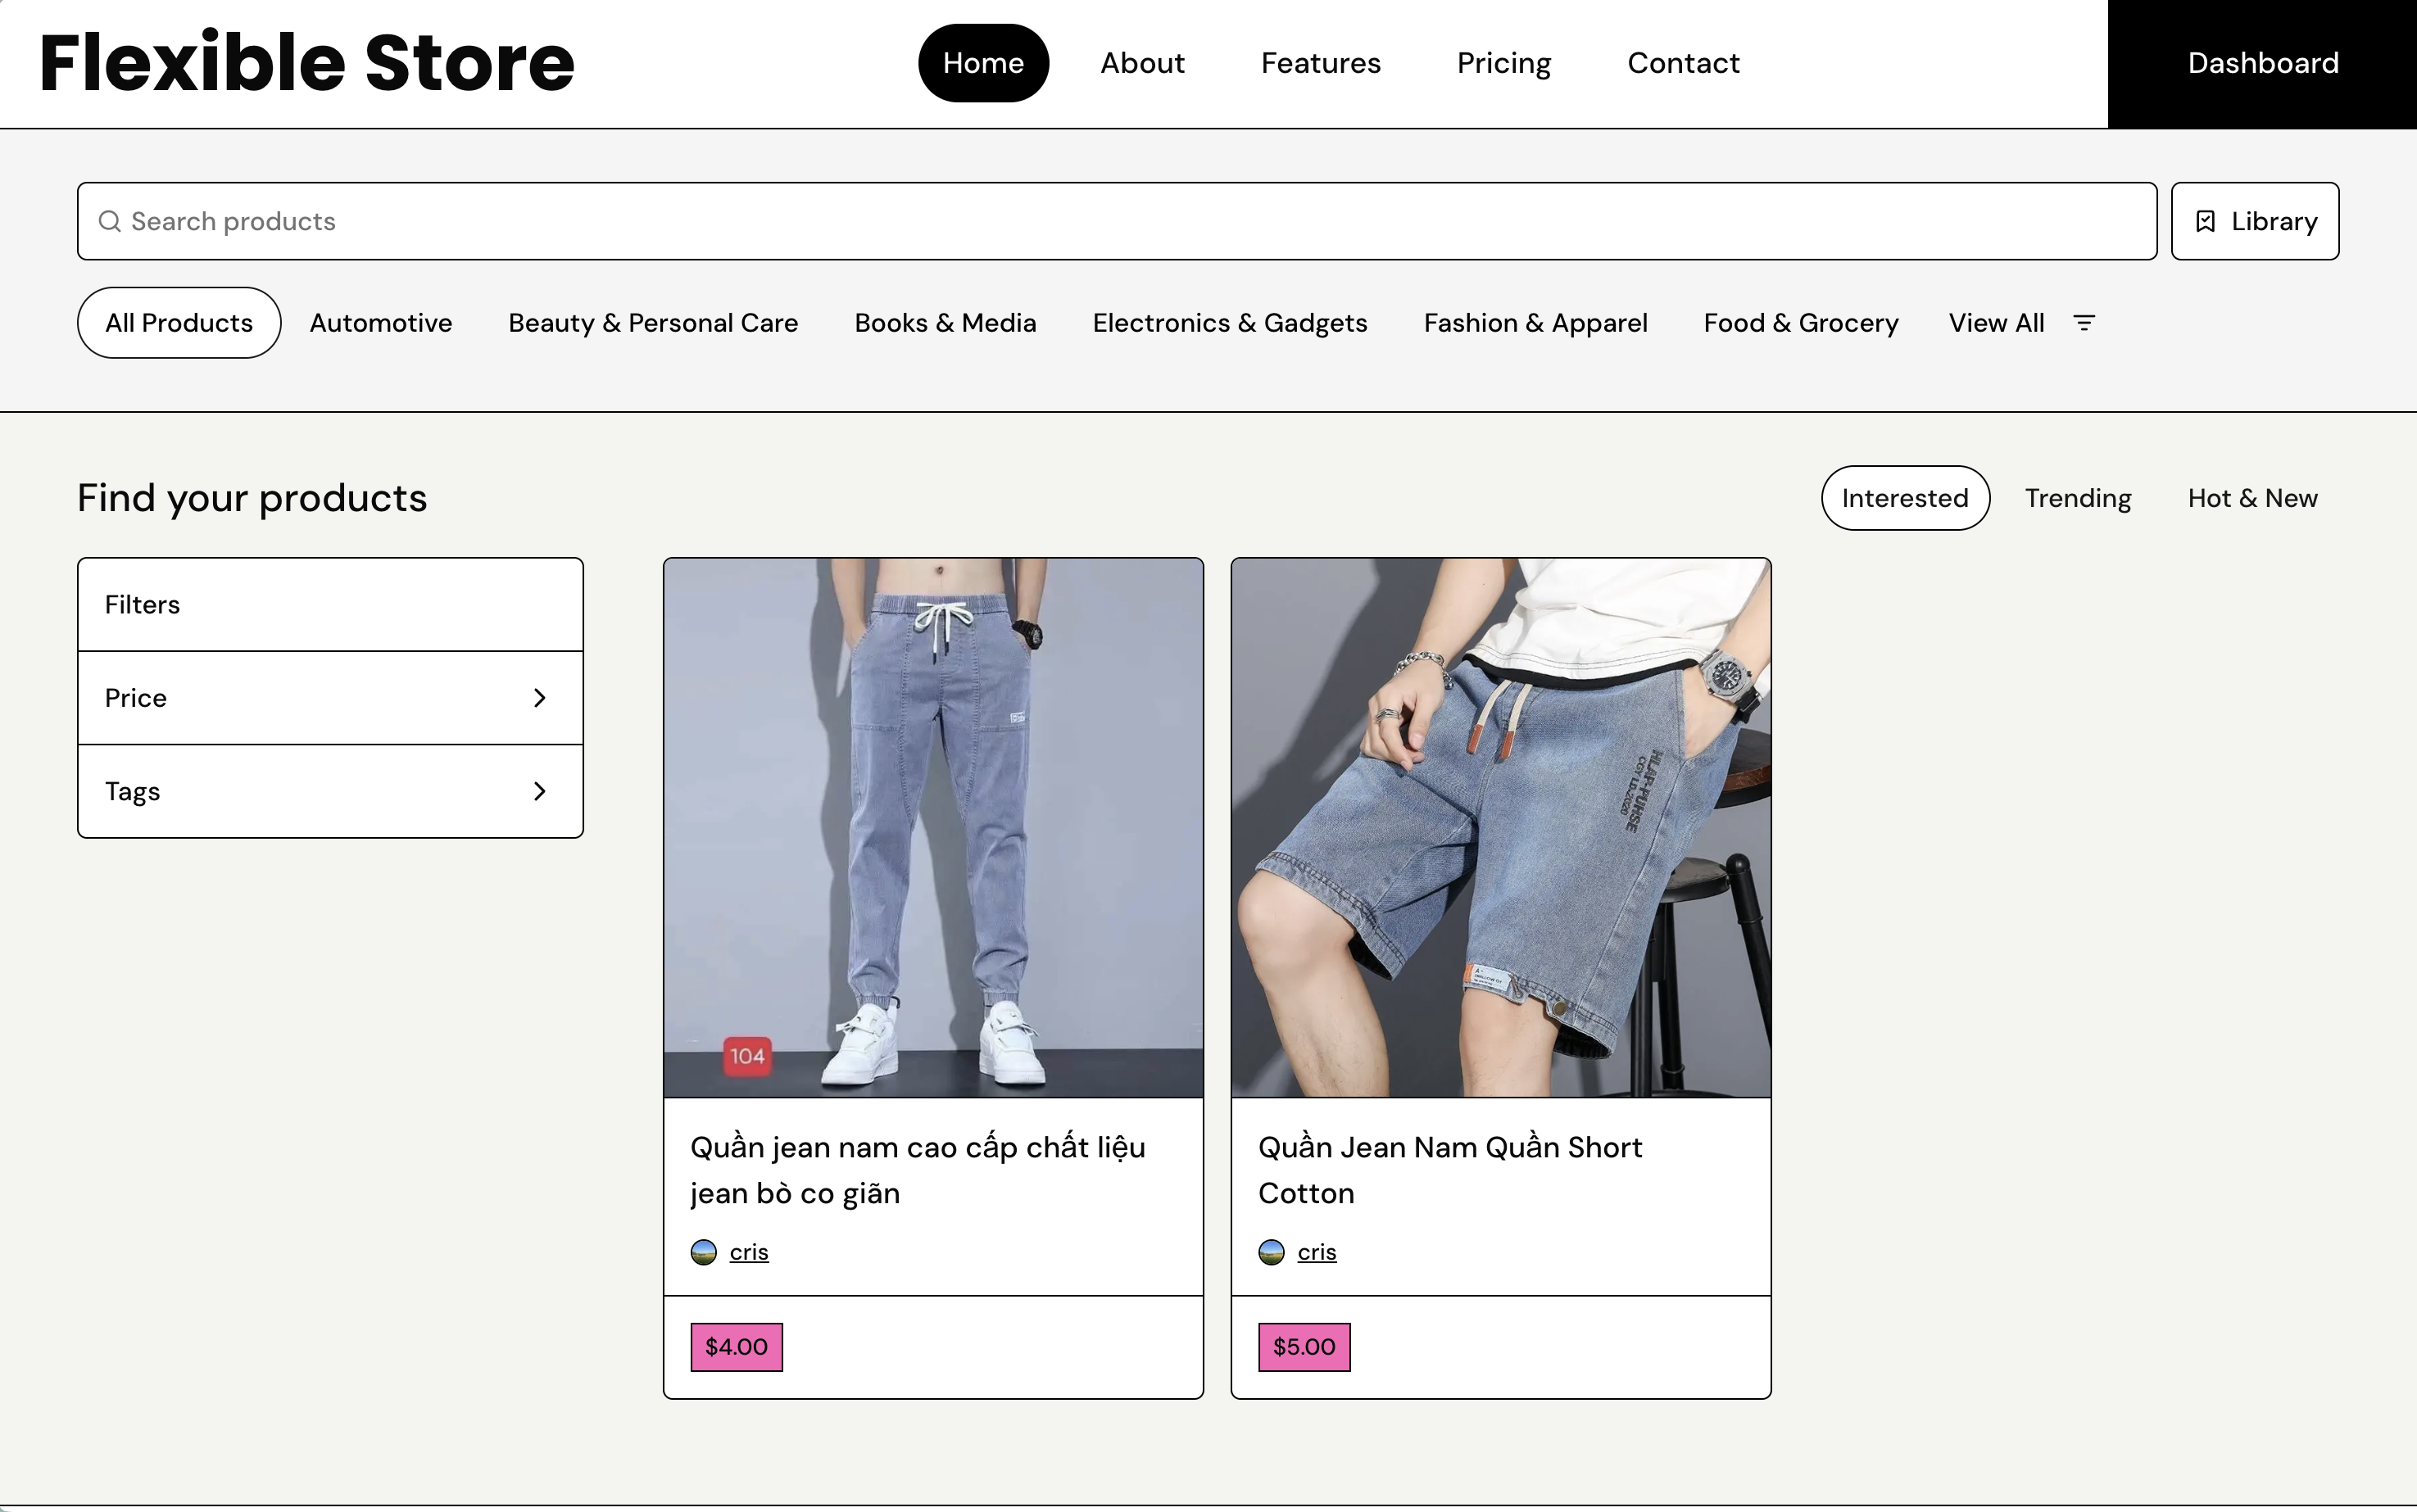 Flexible Store
Home
About
Features
Pricing
Contact
Dashboard
Search products
Library
All Products
Automotive
Beauty & Personal Care
Books & Media
Electronics & Gadgets
Fashion & Apparel
Food & Grocery
View All
Find your products
Interested
Trending
Hot & New
Filters
Price
Tags
104
Quần jean nam cao cấp chất liệu
jean bò co giãn
cris
$4.00
Quần Jean Nam Quần Short
Cotton
cris
$5.00